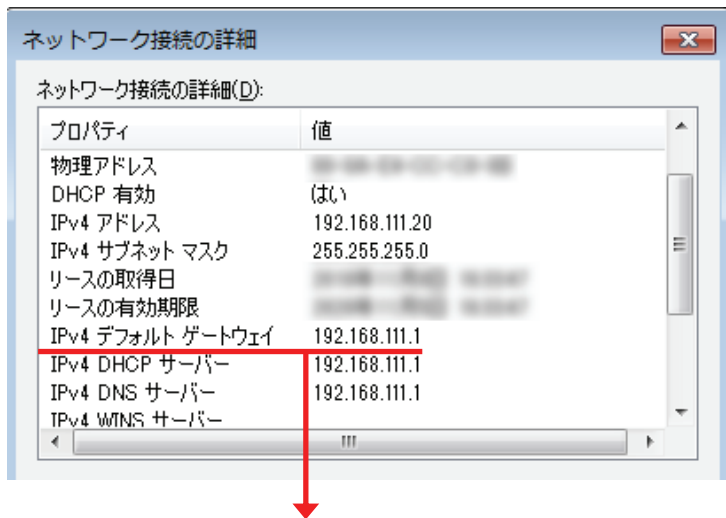 ネットワーク接続の詳細
ネットワーク接続の詳細(D):
プロパティ 値
物理アドレス
DHCP 有効 はい
IPv4 アドレス 192.168.111.20
IPv4 サブネット マスク 255.255.255.0
リースの取得日
リースの有効期限
IPv4 デフォルト ゲートウェイ 192.168.111.1
IPv4 DHCP サーバー 192.168.111.1
IPv4 DNS サーバー 192.168.111.1
IPv4 WINS サーバー